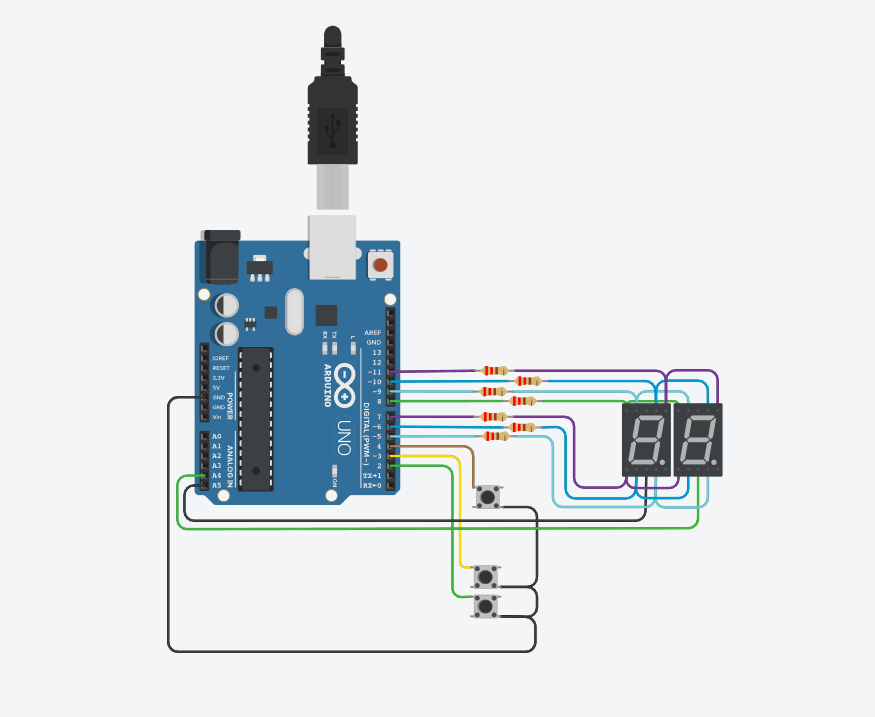 AREF
GND
13
12
~11
~10
~9
8
7
~6
~5
4
~3
2
TX→1
RX←0
DIGITAL (PWM~)
RX
TX
L
ARDUINO
UNO
ON
IOREF
RESET
3.3V
5V
GND
GND
Vin
POWER
A0
A1
A2
A3
A4
A5
ANALOG IN